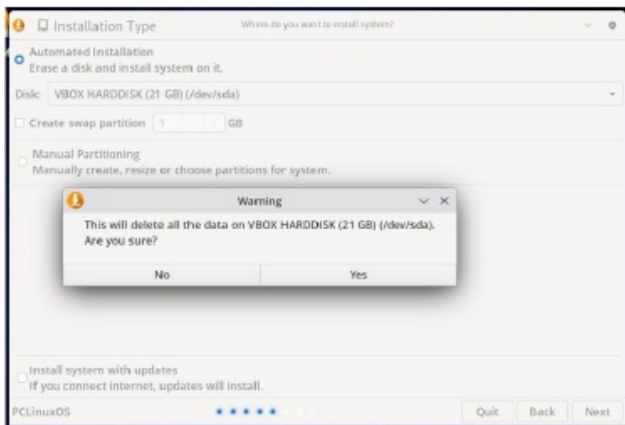 Installation Type
Where do you want to install system?
Automated Installation
Erase a disk and install system on it.
Disk: VBOX HARDDISK (21 GB) (/dev/sda)
Create swap partition 1 GB
Manual Partitioning
Manually create, resize or choose partitions for system.
Warning
This will delete all the data on VBOX HARDDISK (21 GB) (/dev/sda).
Are you sure?
No Yes
Install system with updates
If you connect internet, updates will install.
PCLinuxOS Quit Back Next